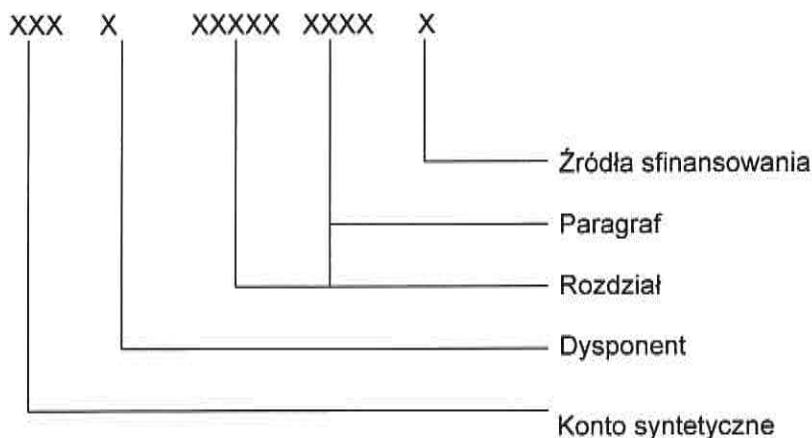 XXX X XXXXX XXXX X
Źródła sfinansowania
Paragraf
Rozdział
Dysponent
Konto syntetyczne